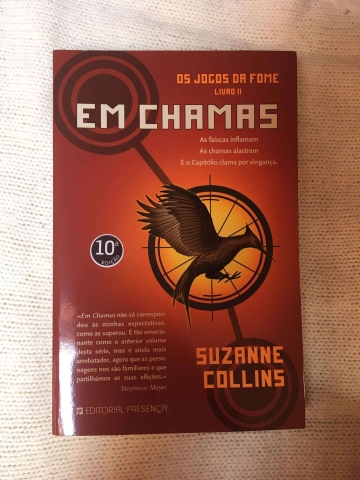 OS JOGOS DA FOME
LIVRO II
EM CHAMAS
As faíscas inflamam
As chamas alastram
E o Capitólio clama por vingança.
10ª
EDIÇÃO
«Em Chamas não só correspon-
deu às minhas expectativas,
como as superou. É tão emocio-
nante como o anterior volume
desta série, mas é ainda mais
arrebatador, agora que as perso-
nagens nos são familiares e que
partilhámos as suas aflições.»
Stephenie Meyer
SUZANNE
COLLINS
EDITORIAL PRESENÇA